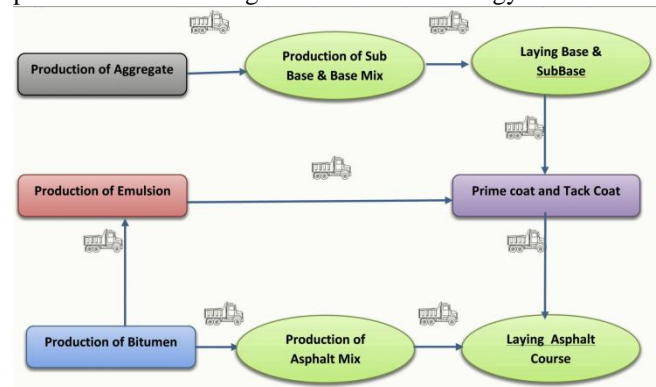 Production of Aggregate
Production of Sub
Base & Base Mix
Laying Base &
SubBase
Production of Emulsion
Prime coat and Tack Coat
Production of Bitumen
Production of
Asphalt Mix
Laying Asphalt
Course